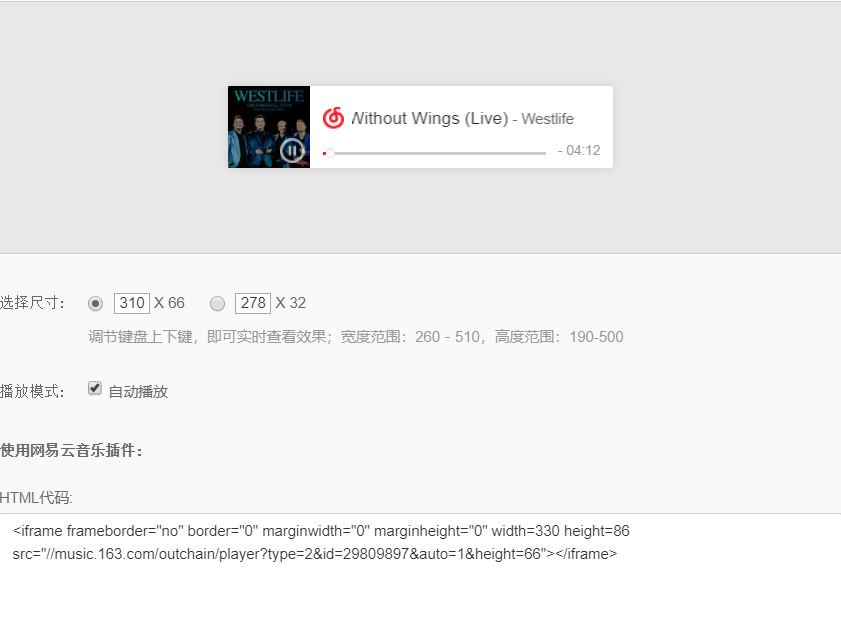 WESTLIFE
Without Wings (Live) - Westlife
- 04:12
选择尺寸： 310 X 66 278 X 32
调节键盘上下键，即可实时查看效果；宽度范围：260 - 510，高度范围：190-500
播放模式： 自动播放
使用网易云音乐插件：
HTML代码:
<iframe frameborder="no" border="0" marginwidth="0" marginheight="0" width=330 height=86
src="//music.163.com/outchain/player?type=2&id=29809897&auto=1&height=66"></iframe>